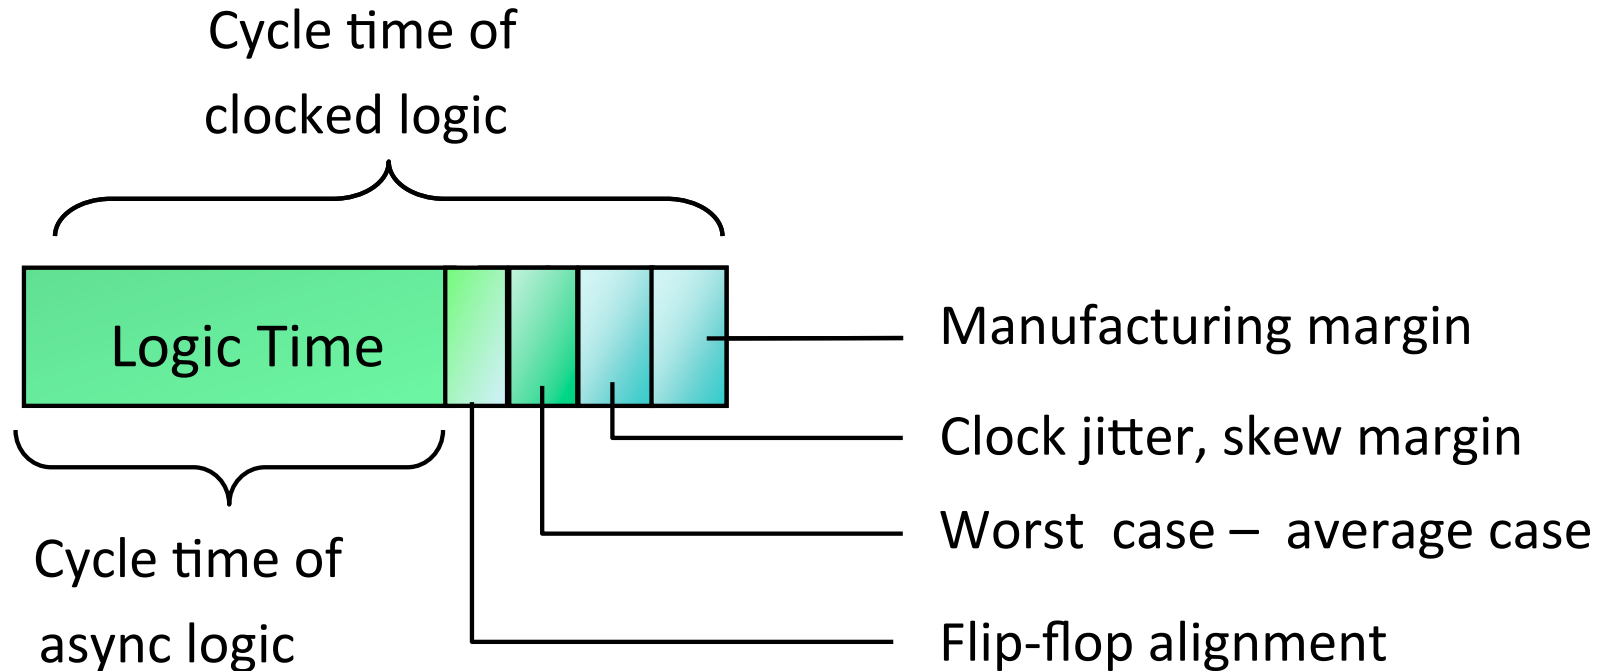 Cycle time of
clocked logic
Logic Time
Manufacturing margin
Clock jitter, skew margin
Worst case – average case
Flip-flop alignment
Cycle time of
async logic